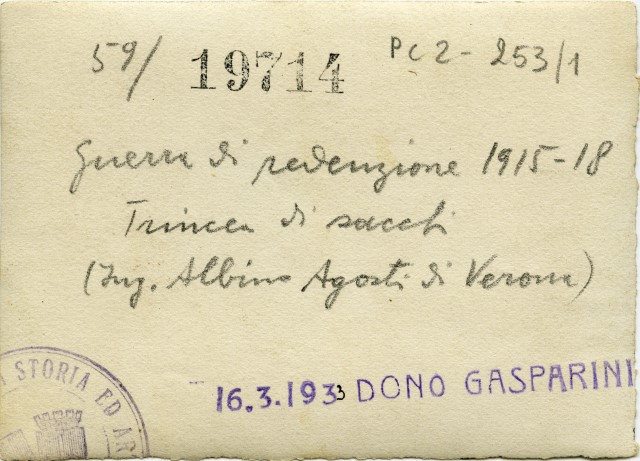 59/ 19714 PC2-253/1
Guerra di redenzione 1915-18
Trincea di sacchi
(Ing. Albino Agosti di Verona)
STORIA ED AR
16.3.1933 DONO GASPARINI